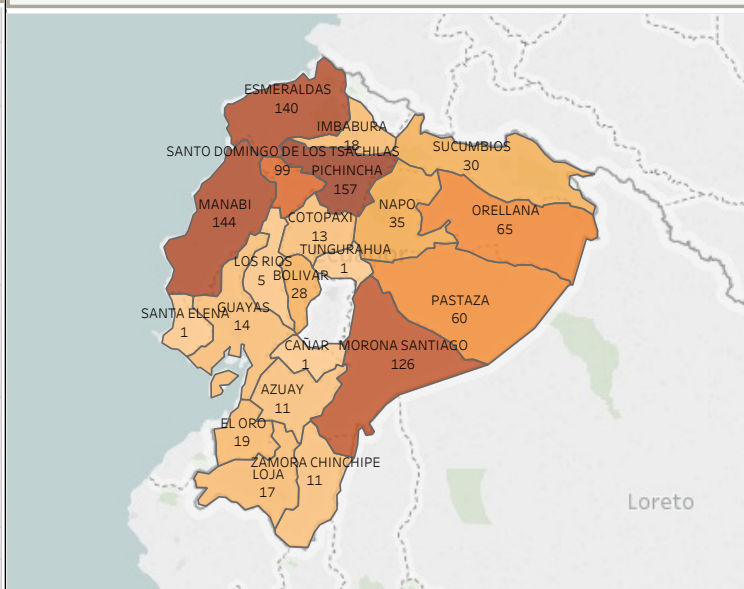 ESMERALDAS
140
IMBABURA
18
SANTO DOMINGO DE LOS TSACHILAS
99
SUCUMBIOS
30
PICHINCHA
157
MANABI
144
NAPO
35
ORELLANA
65
COTOPAXI
13
TUNGURAHUA
1
LOS RIOS
5
BOLIVAR
28
PASTAZA
60
SANTA ELENA
1
GUAYAS
14
CAÑAR
1
MORONA SANTIAGO
126
AZUAY
11
EL ORO
19
ZAMORA CHINCHIPE
11
LOJA
17
Loreto